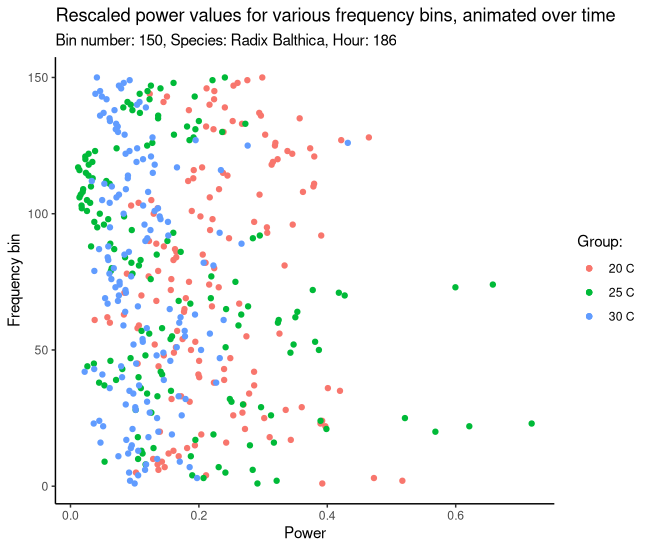 Rescaled power values for various frequency bins, animated over time
Bin number: 150, Species: Radix Balthica, Hour: 186
150
100
50
0
Frequency bin
0.0 0.2 0.4 0.6
Power
Group:
20 C
25 C
30 C